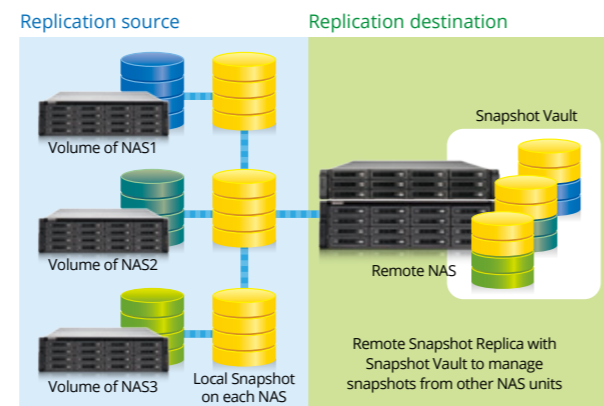 Replication source
Replication destination
Snapshot Vault
Volume of NAS1
Volume of NAS2
Remote NAS
Volume of NAS3
Local Snapshot
on each NAS
Remote Snapshot Replica with
Snapshot Vault to manage
snapshots from other NAS units